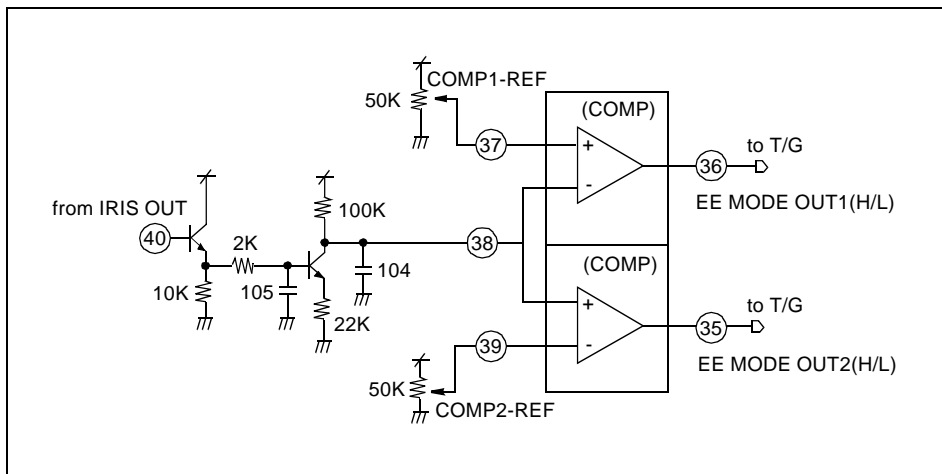 COMP1-REF
50K
(COMP)
37
+
-
36
to T/G
EE MODE OUT1(H/L)
from IRIS OUT
40
100K
2K
38
104
10K
105
22K
(COMP)
+
-
35
to T/G
EE MODE OUT2(H/L)
39
50K
COMP2-REF